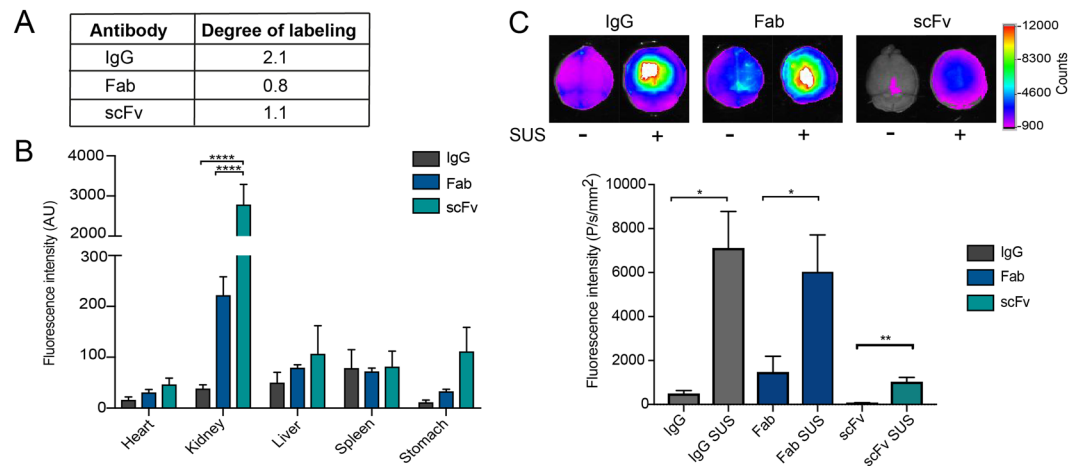 A
Antibody Degree of labeling
IgG 2.1
Fab 0.8
scFv 1.1
B
Fluorescence intensity (AU)
4000
3000
2000
300
200
100
0
****
****
IgG
Fab
scFv
Heart
Kidney
Liver
Spleen
Stomach
C
IgG Fab scFv
SUS - + - + - +
12000
8300
4600
900
Counts
Fluorescence intensity (P/s/mm²)
10000
8000
6000
4000
2000
0
* * **
IgG
Fab
scFv
IgG
IgG SUS
Fab
Fab SUS
scFv
scFv SUS